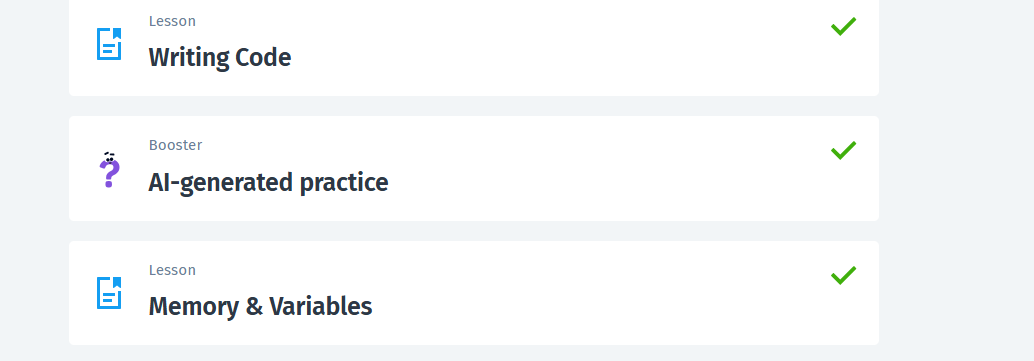 Lesson
Writing Code
Booster
AI-generated practice
Lesson
Memory & Variables